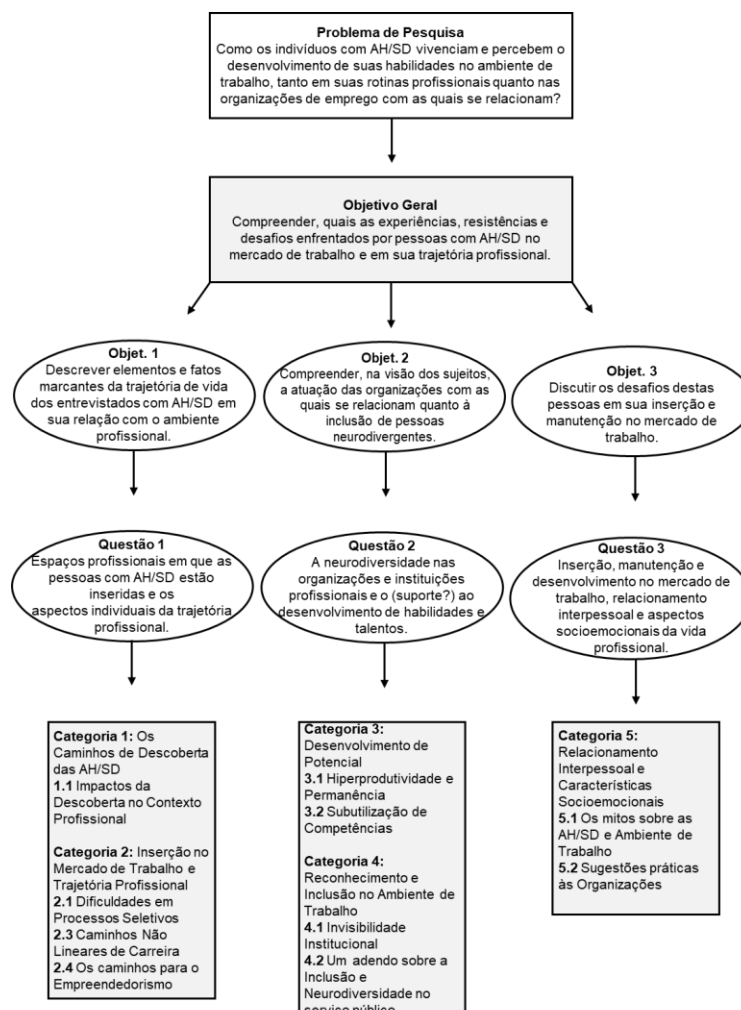 Problema de Pesquisa
Como os indivíduos com AH/SD vivenciam e percebem o
desenvolvimento de suas habilidades no ambiente de
trabalho, tanto em suas rotinas profissionais quanto nas
organizações de emprego com as quais se relacionam?
Objetivo Geral
Compreender, quais as experiências, resistências e
desafios enfrentados por pessoas com AH/SD no
mercado de trabalho e em sua trajetória profissional.
Objet. 1
Descrever elementos e fatos
marcantes da trajetória de vida
dos entrevistados com AH/SD em
sua relação com o ambiente
profissional.
Objet. 2
Compreender, na visão dos sujeitos,
a atuação das organizações com as
quais se relacionam quanto à
inclusão de pessoas
neurodivergentes.
Objet. 3
Discutir os desafios destas
pessoas em sua inserção e
manutenção no mercado de
trabalho.
Questão 1
Espaços profissionais em que as
pessoas com AH/SD estão
inseridas e os
aspectos individuais da trajetória
profissional.
Questão 2
A neurodiversidade nas
organizações e instituições
profissionais e o (suporte?) ao
desenvolvimento de habilidades e
talentos.
Questão 3
Inserção, manutenção e
desenvolvimento no mercado de
trabalho, relacionamento
interpessoal e aspectos
socioemocionais da vida
profissional.
Categoria 1: Os
Caminhos de Descoberta
das AH/SD
1.1 Impactos da
Descoberta no Contexto
Profissional
Categoria 2: Inserção no
Mercado de Trabalho e
Trajetória Profissional
2.1 Dificuldades em
Processos Seletivos
2.3 Caminhos Não
Lineares de Carreira
2.4 Os caminhos para o
Empreendedorismo
Categoria 3:
Desenvolvimento de
Potencial
3.1 Hiperprodutividade e
Permanência
3.2 Subutilização de
Competências
Categoria 4:
Reconhecimento e
Inclusão no Ambiente de
Trabalho
4.1 Invisibilidade
Institucional
4.2 Um adendo sobre a
Inclusão e
Neurodiversidade no
serviço público
Categoria 5:
Relacionamento
Interpessoal e
Características
Socioemocionais
5.1 Os mitos sobre as
AH/SD e Ambiente de
Trabalho
5.2 Sugestões práticas
às Organizações